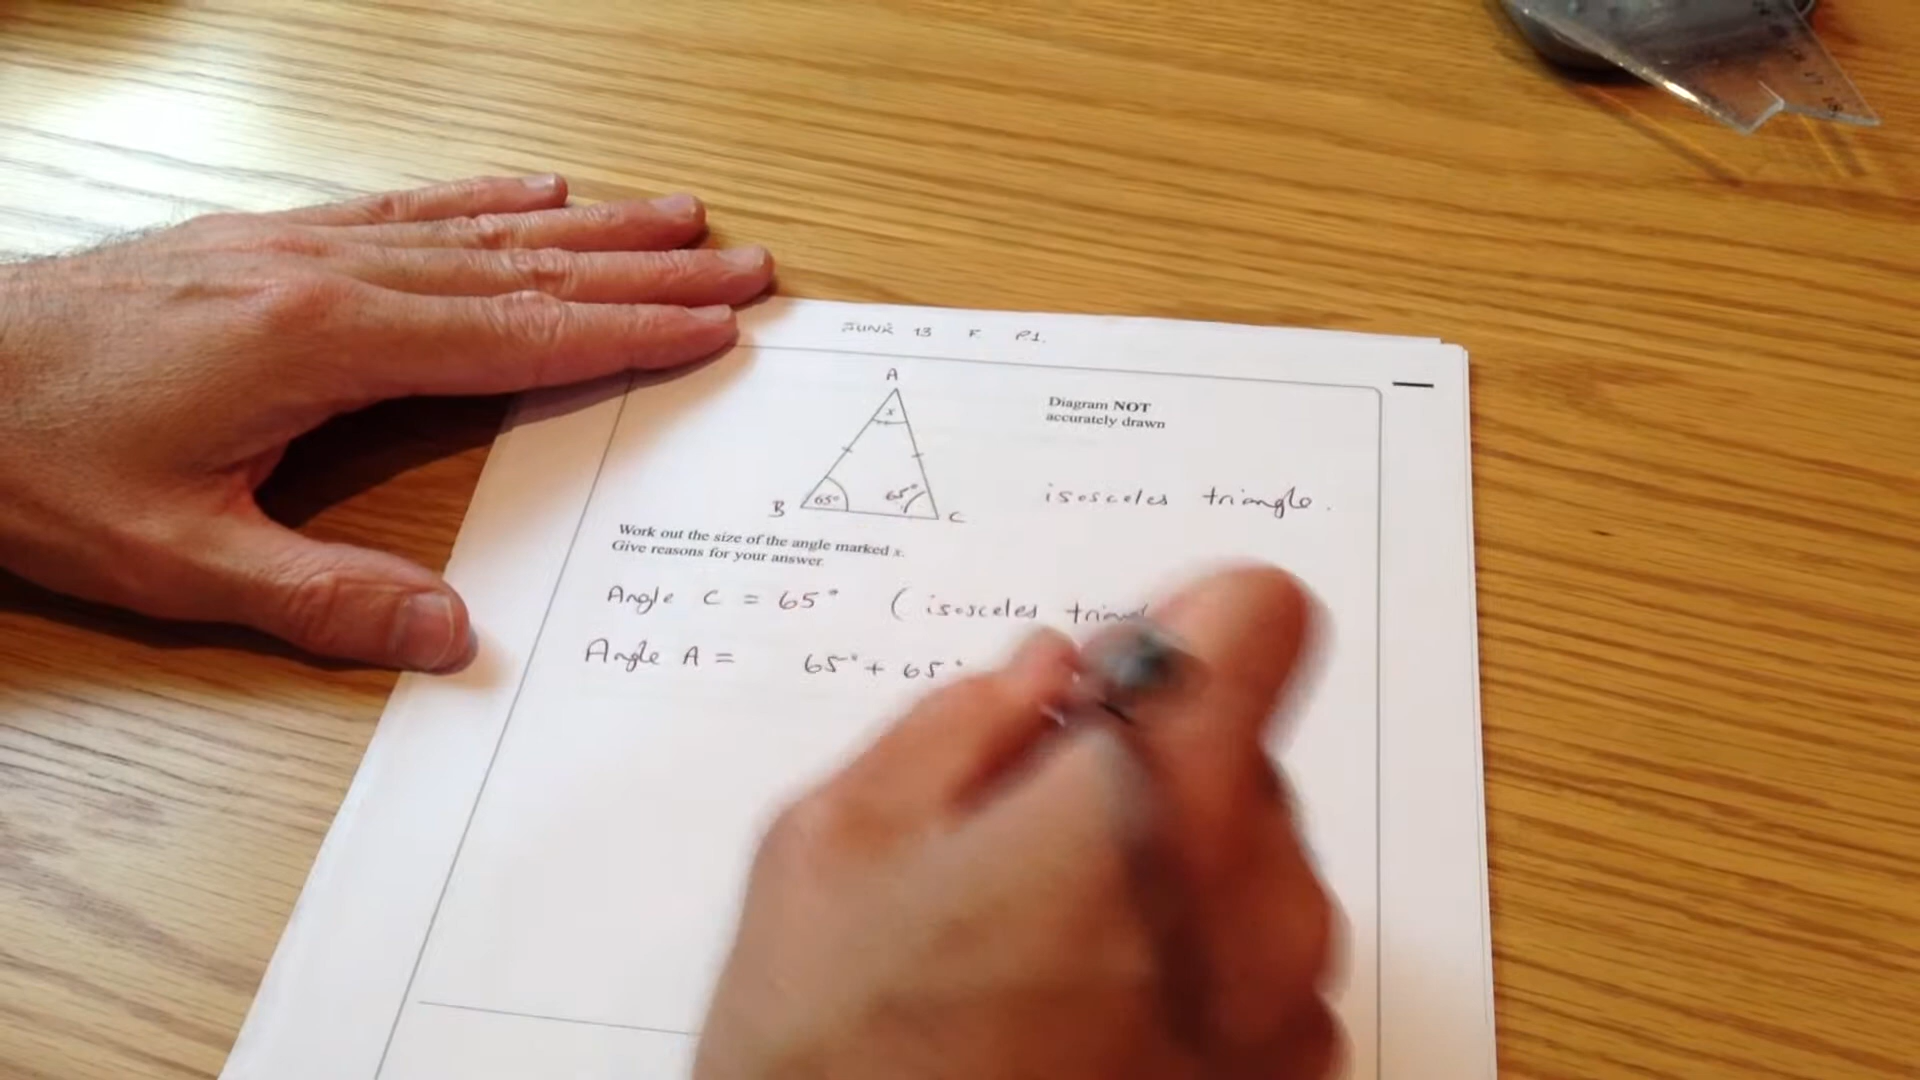 JUNE 13 F P1.
A
x
Diagram NOT
accurately drawn
65° 65°
B C
isosceles triangle.
Work out the size of the angle marked x.
Give reasons for your answer.
Angle C = 65° (isosceles
Angle A = 65° + 65°